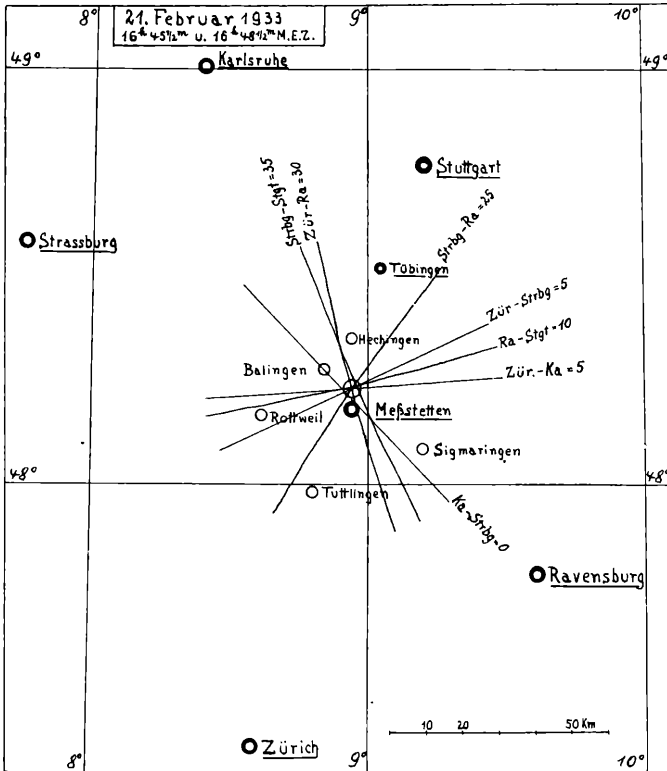 8°
9°
10°
21. Februar 1933
16h 45½m u. 16h 48½m M.E.Z.
49°
49°
Karlsruhe
Strbg-Stgt=35
Zür-Ra=30
Stuttgart
Strbg-Ra=25
Strassburg
Tübingen
Zür-Strbg=5
Ra-Stgt=10
Hechingen
Balingen
Zür.-Ka=5
Rottweil
Meßstetten
Sigmaringen
48°
48°
Tuttlingen
Ka-Strbg=0
Ravensburg
10 20 50 Km
Zürich
8°
9°
10°